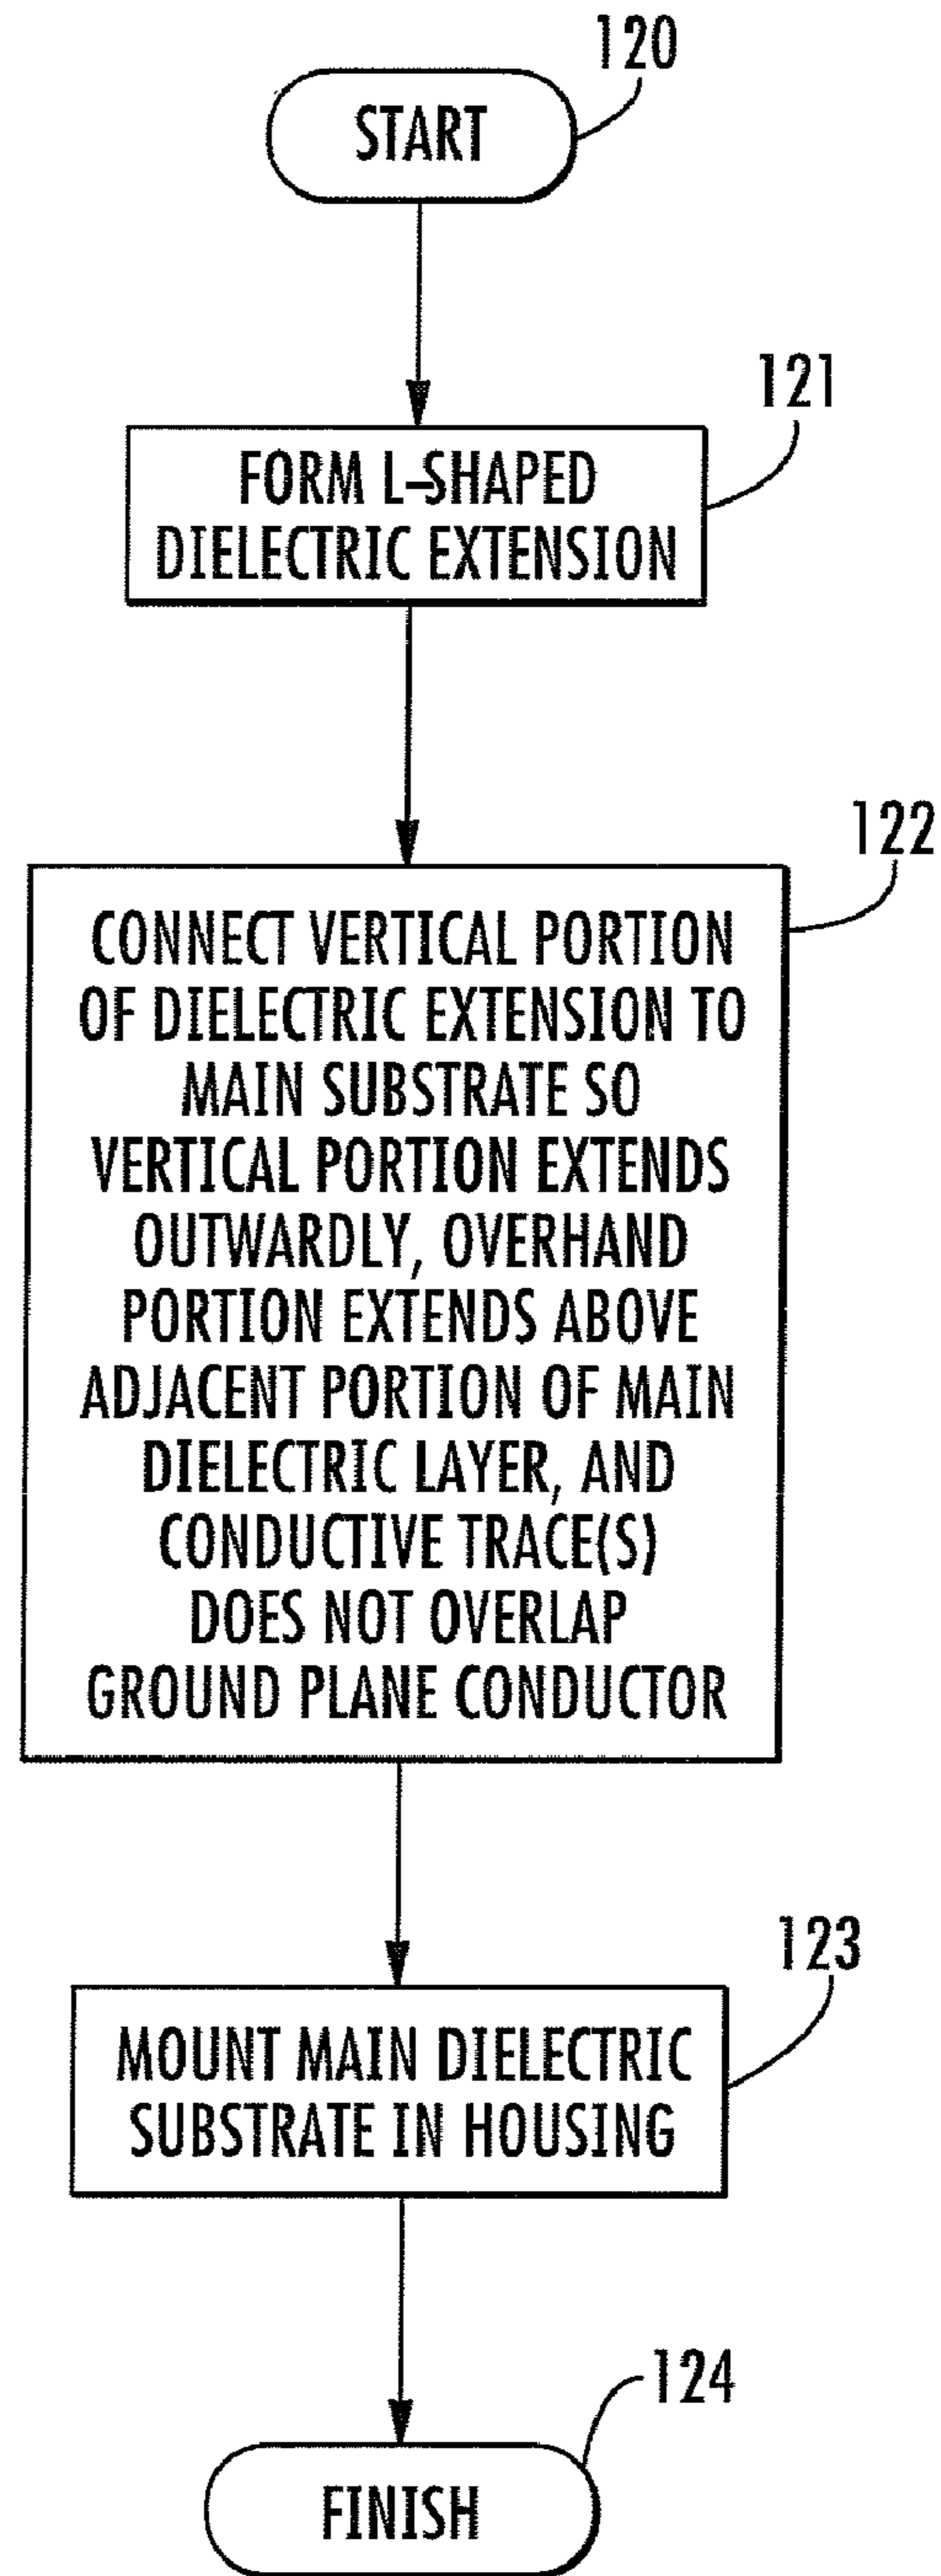 120
START
121
FORM L-SHAPED
DIELECTRIC EXTENSION
122
CONNECT VERTICAL PORTION
OF DIELECTRIC EXTENSION TO
MAIN SUBSTRATE SO
VERTICAL PORTION EXTENDS
OUTWARDLY, OVERHAND
PORTION EXTENDS ABOVE
ADJACENT PORTION OF MAIN
DIELECTRIC LAYER, AND
CONDUCTIVE TRACE(S)
DOES NOT OVERLAP
GROUND PLANE CONDUCTOR
123
MOUNT MAIN DIELECTRIC
SUBSTRATE IN HOUSING
124
FINISH